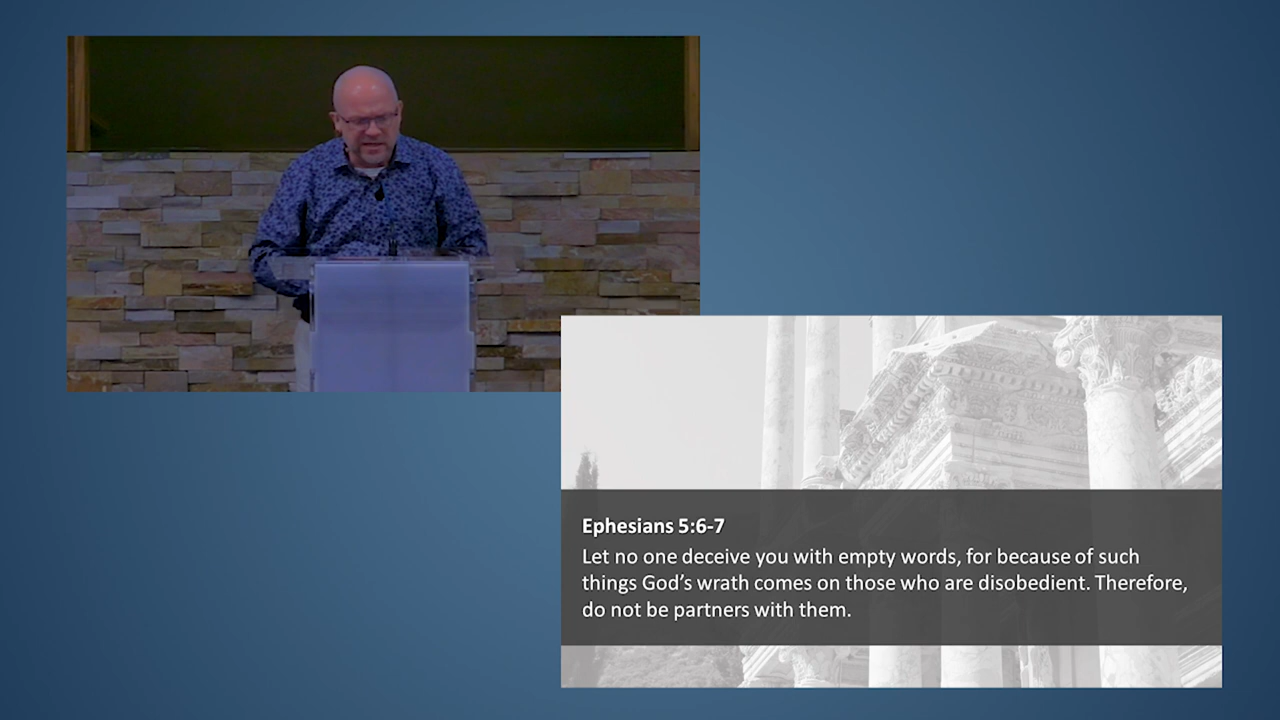 Ephesians 5:6-7
Let no one deceive you with empty words, for because of such
things God’s wrath comes on those who are disobedient. Therefore,
do not be partners with them.